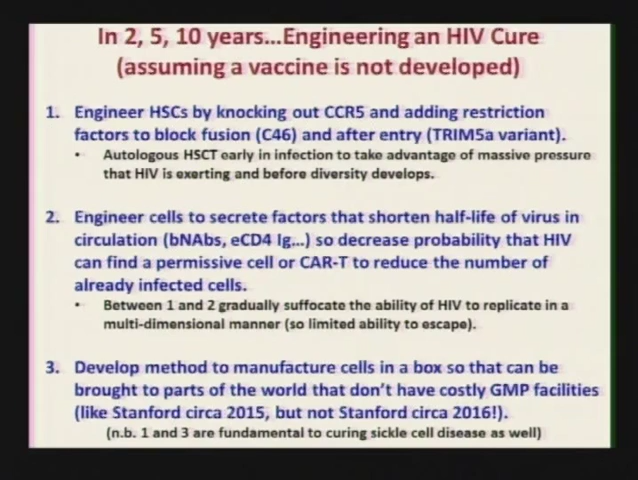 In 2, 5, 10 years...Engineering an HIV Cure
(assuming a vaccine is not developed)
1. Engineer HSCs by knocking out CCR5 and adding restriction
factors to block fusion (C46) and after entry (TRIM5a variant).
• Autologous HSCT early in infection to take advantage of massive pressure
that HIV is exerting and before diversity develops.
2. Engineer cells to secrete factors that shorten half-life of virus in
circulation (bNAbs, eCD4 Ig...) so decrease probability that HIV
can find a permissive cell or CAR-T to reduce the number of
already infected cells.
• Between 1 and 2 gradually suffocate the ability of HIV to replicate in a
multi-dimensional manner (so limited ability to escape).
3. Develop method to manufacture cells in a box so that can be
brought to parts of the world that don't have costly GMP facilities
(like Stanford circa 2015, but not Stanford circa 2016!).
(n.b. 1 and 3 are fundamental to curing sickle cell disease as well)